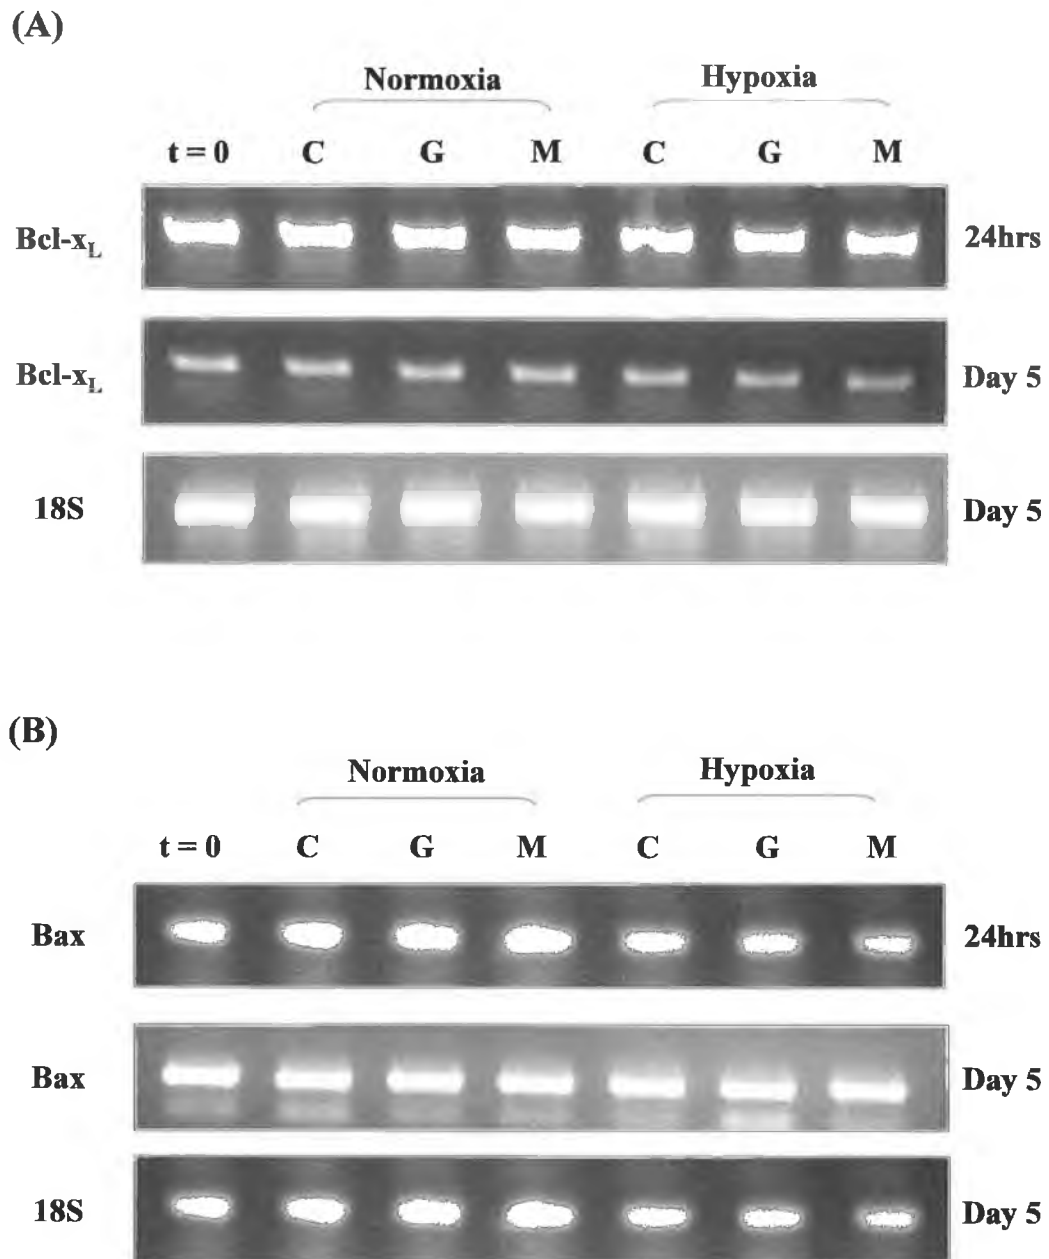 (A)
Normoxia Hypoxia
t = 0 C G M C G M
Bcl-xL 24hrs
Bcl-xL Day 5
18S Day 5
(B)
Normoxia Hypoxia
t = 0 C G M C G M
Bax 24hrs
Bax Day 5
18S Day 5